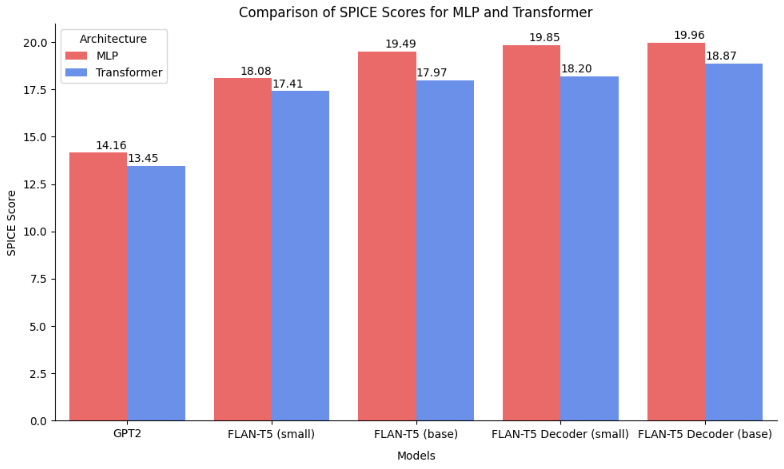 Comparison of SPICE Scores for MLP and Transformer
Architecture
MLP
Transformer
SPICE Score
20.0
17.5
15.0
12.5
10.0
7.5
5.0
2.5
0.0
14.16
13.45
18.08
17.41
19.49
17.97
19.85
18.20
19.96
18.87
GPT2
FLAN-T5 (small)
FLAN-T5 (base)
FLAN-T5 Decoder (small)
FLAN-T5 Decoder (base)
Models